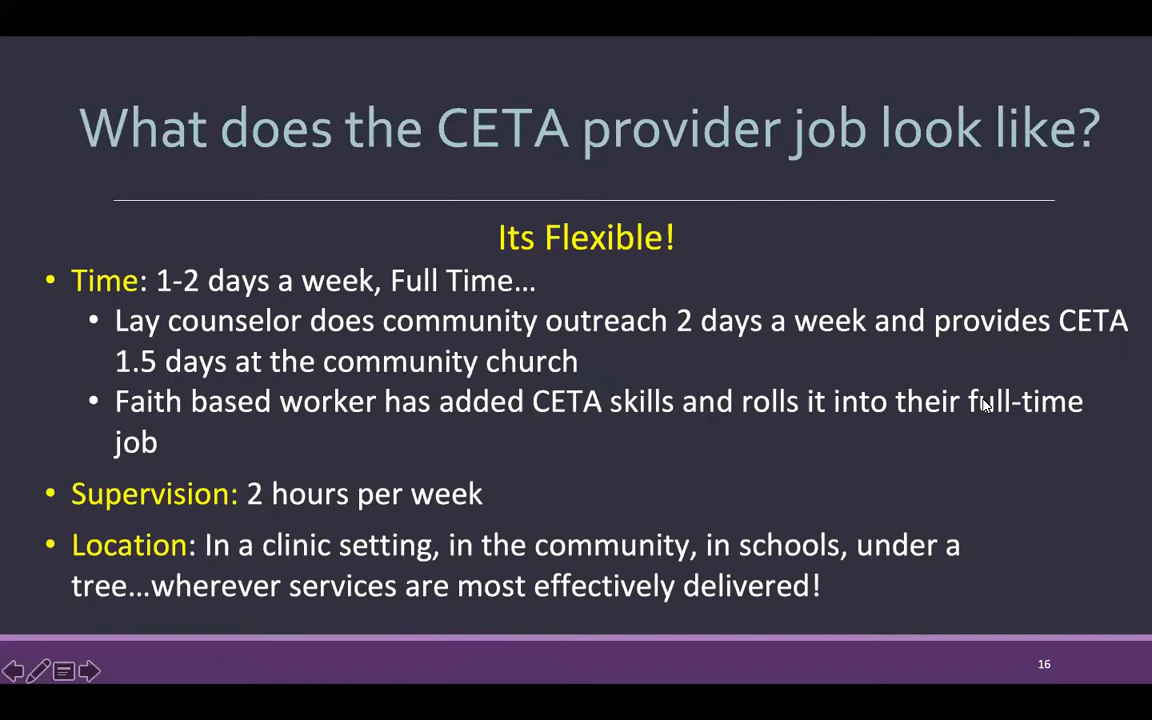 What does the CETA provider job look like?
Its Flexible!
• Time: 1-2 days a week, Full Time…
• Lay counselor does community outreach 2 days a week and provides CETA
1.5 days at the community church
• Faith based worker has added CETA skills and rolls it into their full-time
job
• Supervision: 2 hours per week
• Location: In a clinic setting, in the community, in schools, under a
tree…wherever services are most effectively delivered!
16